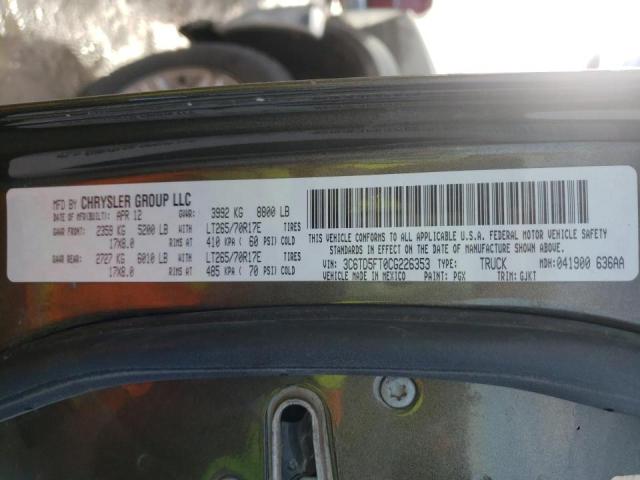 MFD BY CHRYSLER GROUP LLC
DATE OF MFR(BUILT): APR 12 GVWR: 3992 KG 8800 LB
GAWR FRONT: 2359 KG 5200 LB WITH LT265/70R17E TIRES
17X8.0 RIMS AT 410 KPA ( 60 PSI) COLD
GAWR REAR: 2727 KG 6010 LB WITH LT265/70R17E TIRES
17X8.0 RIMS AT 485 KPA ( 70 PSI) COLD
THIS VEHICLE CONFORMS TO ALL APPLICABLE U.S.A. FEDERAL MOTOR VEHICLE SAFETY
STANDARDS IN EFFECT ON THE DATE OF MANUFACTURE SHOWN ABOVE.
VIN: 3C6TD5FT0CG226353 TYPE: TRUCK MDH: 041900 636AA
VEHICLE MADE IN MEXICO PAINT: PGX TRIM: GJKT